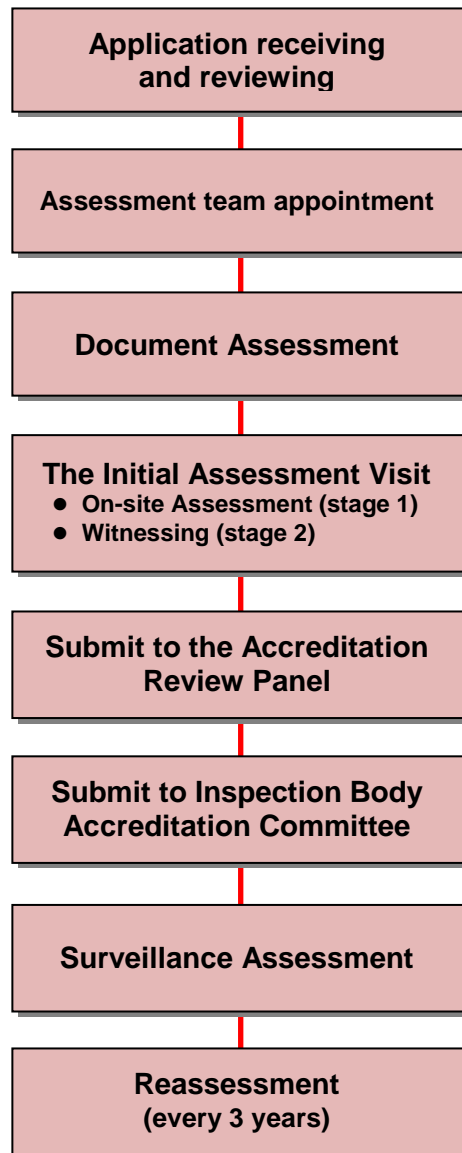 Application receiving
and reviewing
Assessment team appointment
Document Assessment
The Initial Assessment Visit
● On-site Assessment (stage 1)
● Witnessing (stage 2)
Submit to the Accreditation
Review Panel
Submit to Inspection Body
Accreditation Committee
Surveillance Assessment
Reassessment
(every 3 years)